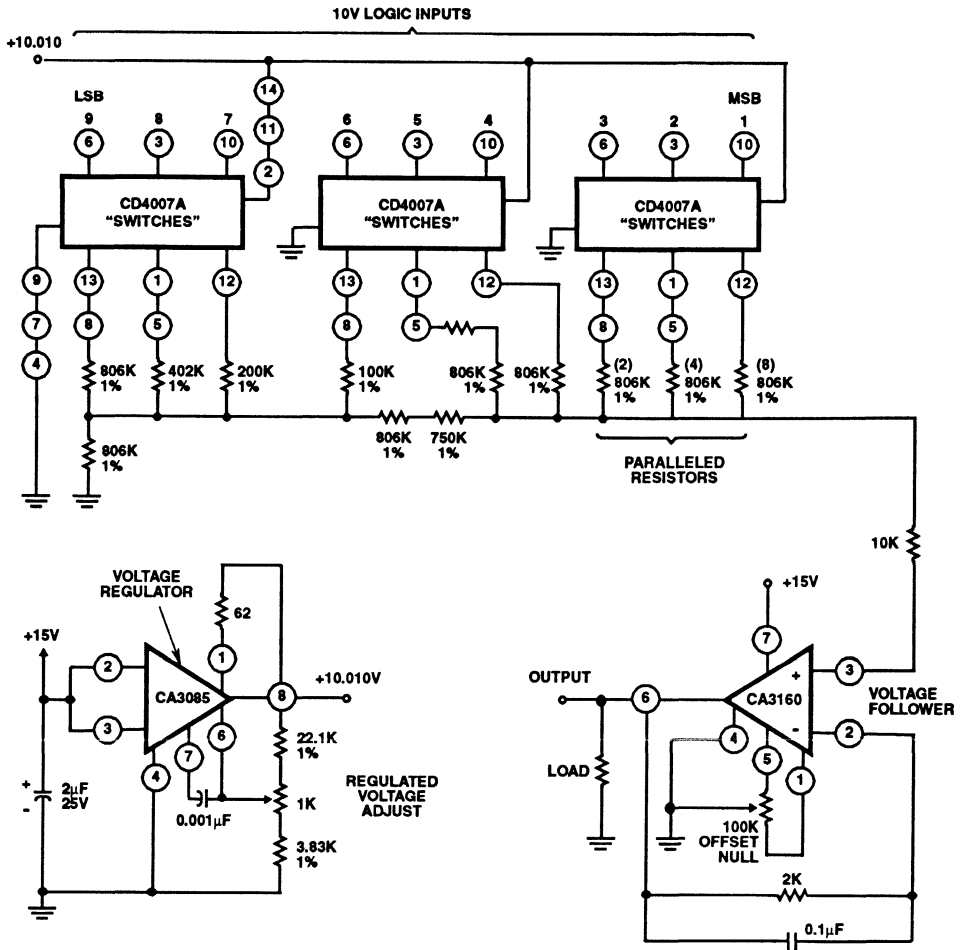 10V LOGIC INPUTS
+10.010
LSB
9
8
7
14
6
5
4
3
2
MSB
1
6
3
10
11
2
6
3
10
6
3
10
CD4007A
“SWITCHES”
CD4007A
“SWITCHES”
CD4007A
“SWITCHES”
9
7
4
13
8
1
5
12
13
8
1
5
12
13
8
1
5
12
806K
1%
402K
1%
200K
1%
100K
1%
806K
1%
806K
1%
(2)
806K
1%
(4)
806K
1%
(8)
806K
1%
806K
1%
806K
1%
750K
1%
PARALLELED
RESISTORS
10K
VOLTAGE
REGULATOR
62
+15V
2
3
1
CA3085
8
+10.010V
6
7
4
22.1K
1%
1K
3.83K
1%
0.001µF
+
-
2µF
25V
REGULATED
VOLTAGE
ADJUST
+15V
7
OUTPUT
6
CA3160
+
-
3
2
VOLTAGE
FOLLOWER
4
5
1
LOAD
100K
OFFSET
NULL
2K
0.1µF